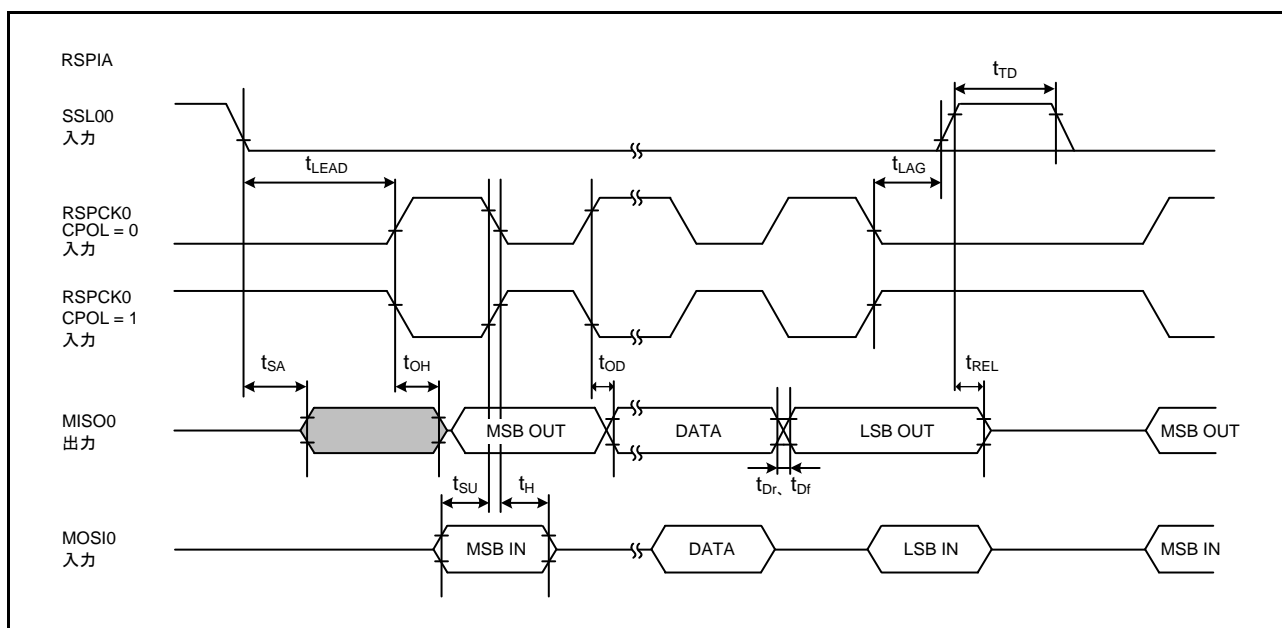 RSPIA
tTD
SSL00
入力
tLEAD
tLAG
RSPCK0
CPOL = 0
入力
RSPCK0
CPOL = 1
入力
tSA
tOH
tOD
tREL
MISO0
出力
MSB OUT
DATA
LSB OUT
MSB OUT
tSU
tH
tDr、tDf
MOSI0
入力
MSB IN
DATA
LSB IN
MSB IN